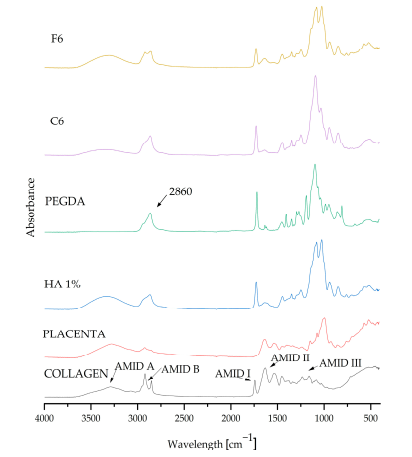 F6
C6
PEGDA
2860
Absorbance
HA 1%
PLACENTA
COLLAGEN
AMID A
AMID B
AMID I
AMID II
AMID III
4000 3500 3000 2500 2000 1500 1000 500
Wavelength [cm⁻¹]